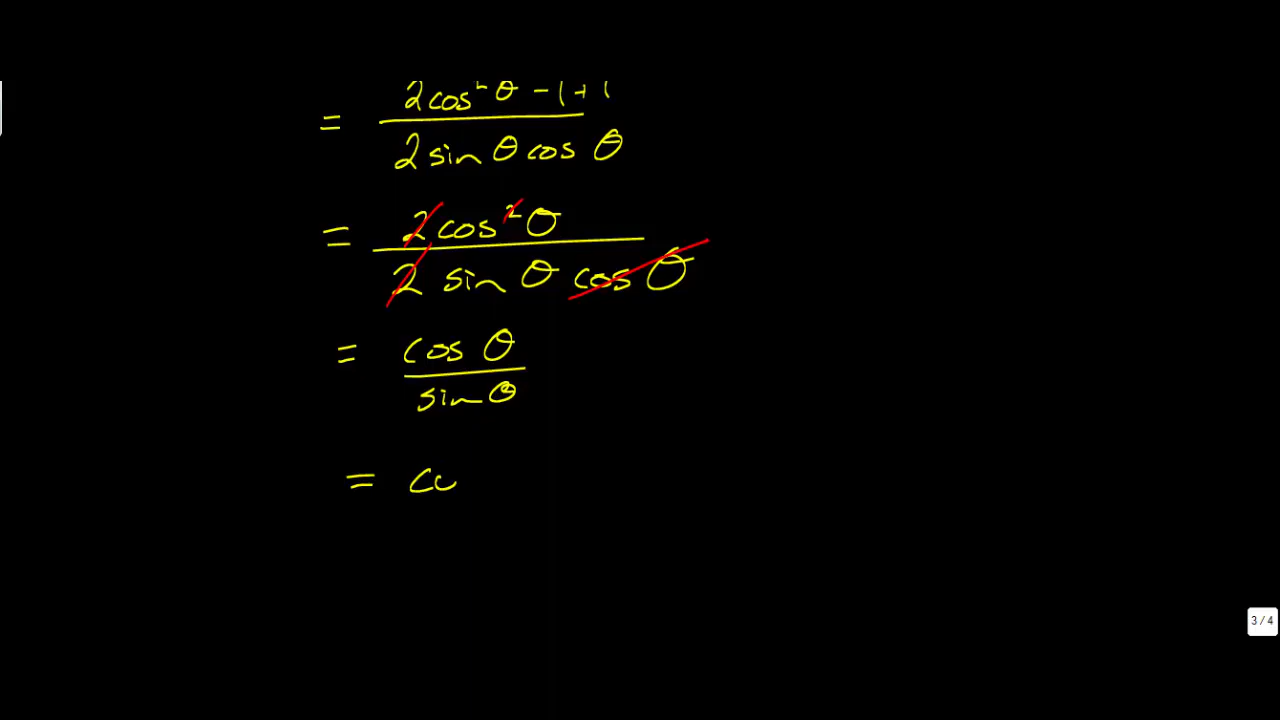 2cos²θ - 1 + 1
=
2 sin θ cos θ
2cos²θ
=
2 sin θ cos θ
= cos θ
sin θ
= co
3 / 4